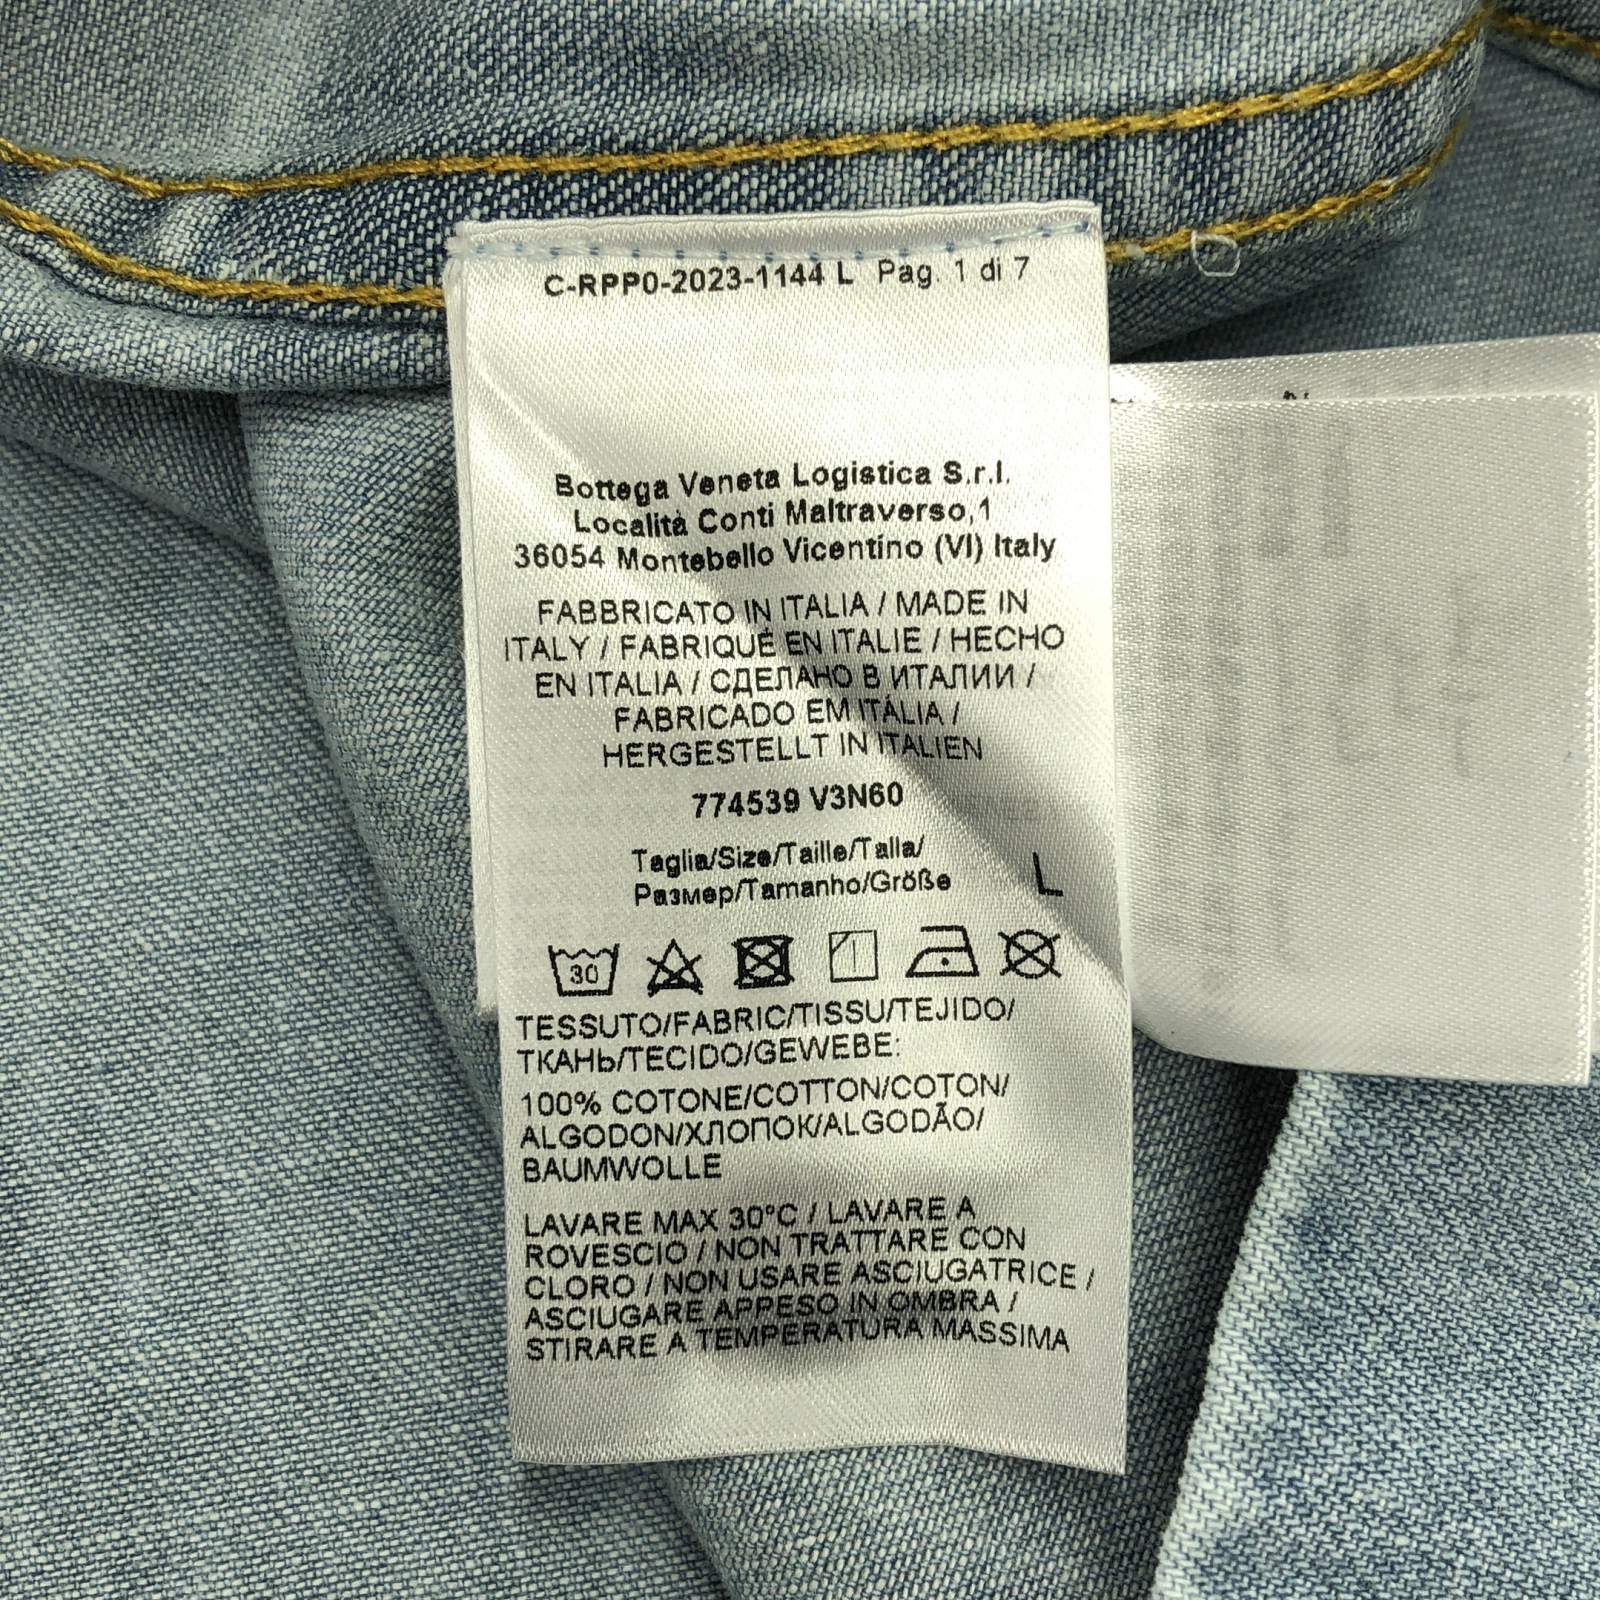 C-RPP0-2023-1144 L Pag. 1 di 7
Bottega Veneta Logistica S.r.l.
Località Conti Maltraverso,1
36054 Montebello Vicentino (VI) Italy
FABBRICATO IN ITALIA / MADE IN
ITALY / FABRIQUÉ EN ITALIE / HECHO
EN ITALIA / СДЕЛАНО В ИТАЛИИ /
FABRICADO EM ITÁLIA /
HERGESTELLT IN ITALIEN
774539 V3N60
Taglia/Size/Taille/Talla/
Размер/Tamanho/Größe L
30
TESSUTO/FABRIC/TISSU/TEJIDO/
ТКАНЬ/TECIDO/GEWEBE:
100% COTONE/COTTON/COTON/
ALGODON/ХЛОПОК/ALGODÃO/
BAUMWOLLE
LAVARE MAX 30°C / LAVARE A
ROVESCIO / NON TRATTARE CON
CLORO / NON USARE ASCIUGATRICE /
ASCIUGARE APPESO IN OMBRA /
STIRARE A TEMPERATURA MASSIMA